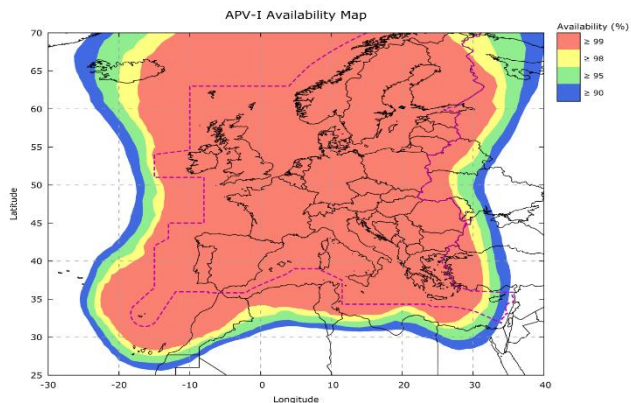 APV-I Availability Map
Availability (%)
≥ 99
≥ 98
≥ 95
≥ 90
70
65
60
55
50
45
40
35
30
25
Latitude
-30 -20 -10 0 10 20 30 40
Longitude